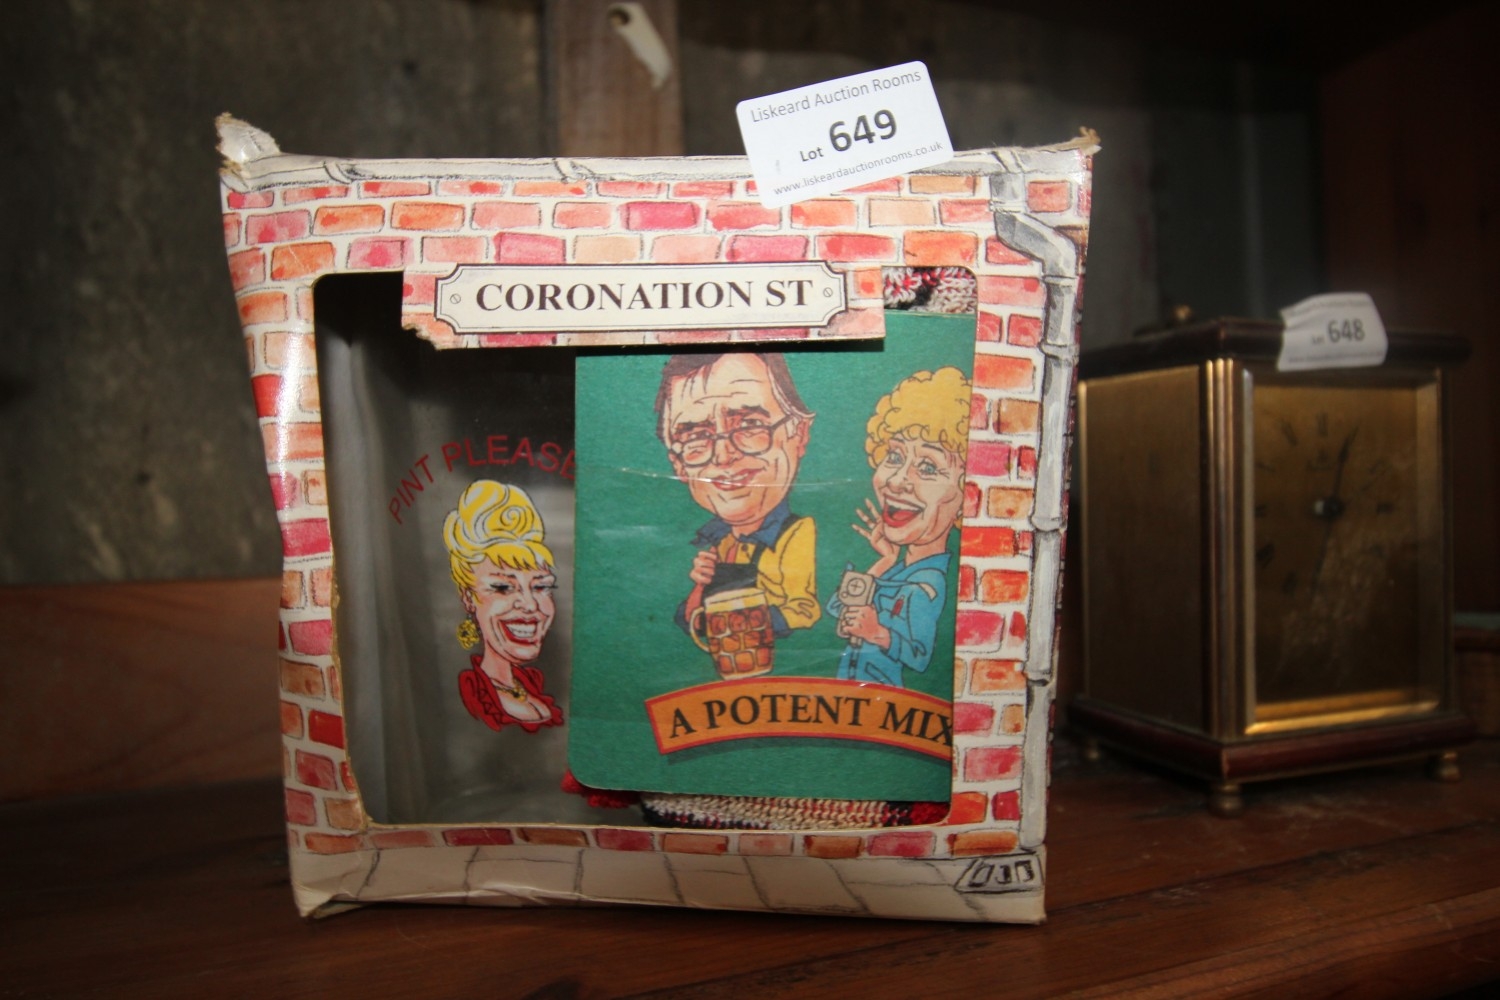 Liskeard Auction Rooms
Lot 649
www.liskeardauctionrooms.co.uk
CORONATION ST
PINT PLEASE
A POTENT MIX
648